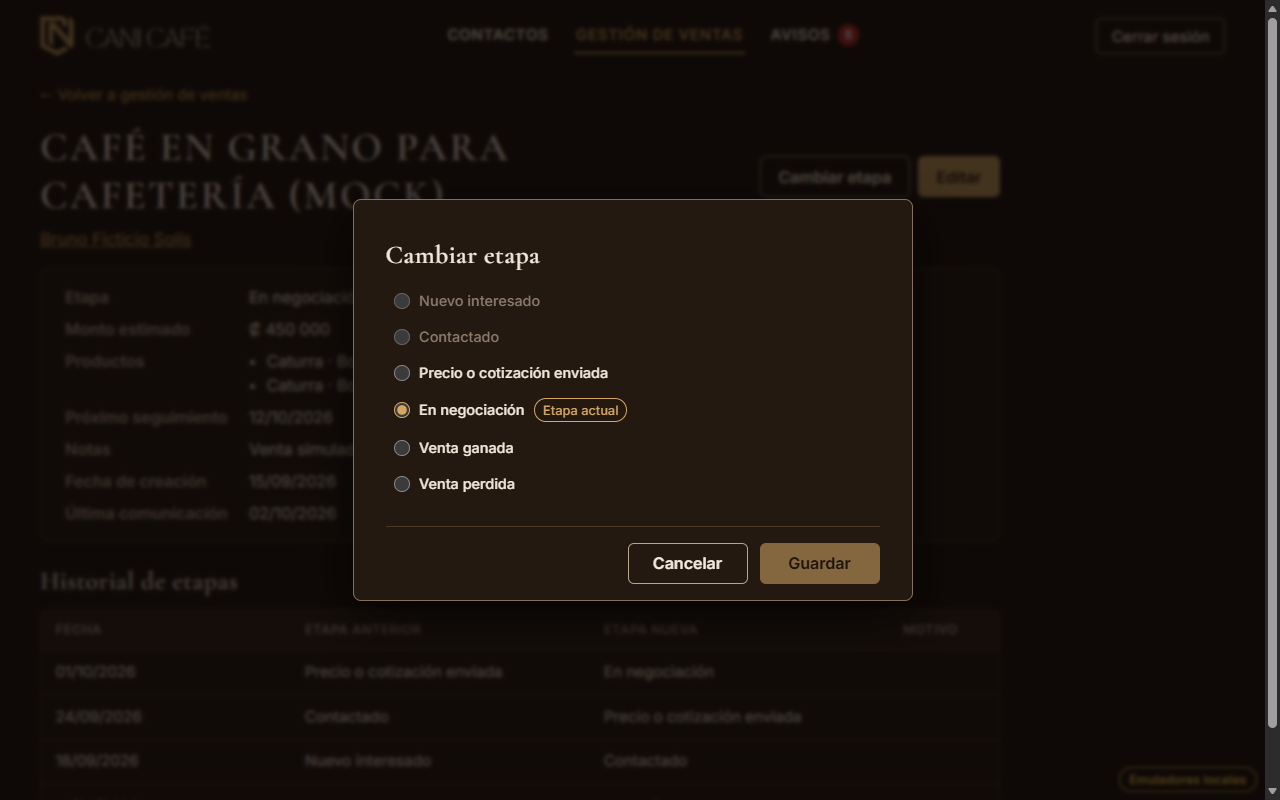 CANI CAFÉ
CONTACTOS
GESTIÓN DE VENTAS
AVISOS
Cerrar sesión
← Volver a gestión de ventas
CAFÉ EN GRANO PARA
CAFETERÍA (MOCK)
Cambiar etapa
Editar
Bruno Ficticio Solís
Cambiar etapa
Nuevo interesado
Contactado
Precio o cotización enviada
En negociación Etapa actual
Venta ganada
Venta perdida
Cancelar
Guardar
Etapa
Monto estimado ₡ 450 000
Productos • Caturra
• Caturra
Próximo seguimiento 12/10/2026
Notas Venta
Fecha de creación 15/09/2026
Última comunicación 02/10/2026
Historial de etapas
FECHA ETAPA ANTERIOR ETAPA NUEVA MOTIVO
01/10/2026 Precio o cotización enviada En negociación
24/09/2026 Contactado Precio o cotización enviada
18/09/2026 Nuevo interesado Contactado
Emuladores locales